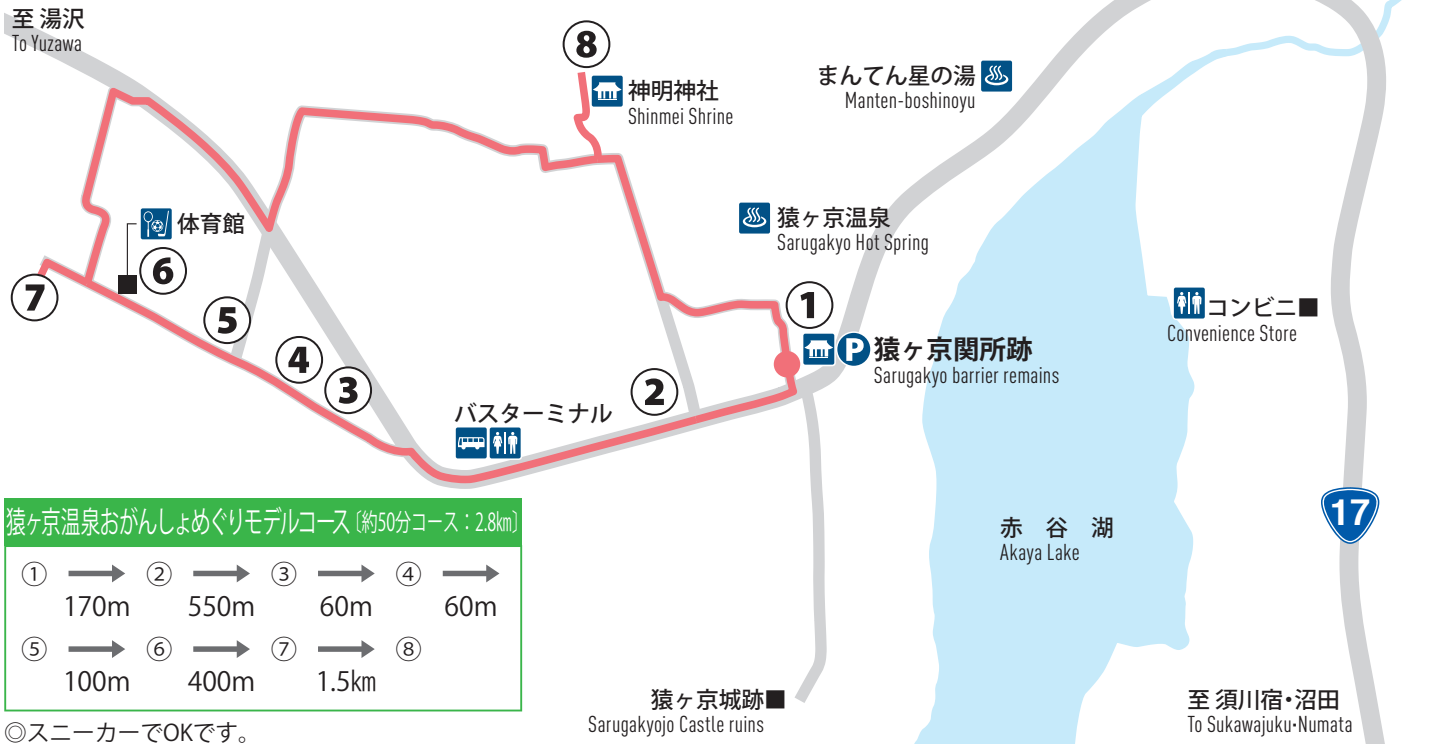 至 湯沢
To Yuzawa
⑧
神明神社
Shinmei Shrine
まんてん星の湯
Manten-boshinoyu
体育館
⑥
⑦
⑤
④
③
猿ヶ京温泉
Sarugakyo Hot Spring
①
P
猿ヶ京関所跡
Sarugakyo barrier remains
②
バスターミナル
コンビニ■
Convenience Store
17
赤谷湖
Akaya Lake
猿ヶ京城跡■
Sarugakyojo Castle ruins
至 須川宿・沼田
To Sukawajuku・Numata
猿ヶ京温泉おがんしょめぐりモデルコース〔約50分コース：2.8㎞〕
① → ② → ③ → ④ →
170m 550m 60m 60m
⑤ → ⑥ → ⑦ → ⑧
100m 400m 1.5㎞
◎スニーカーでOKです。